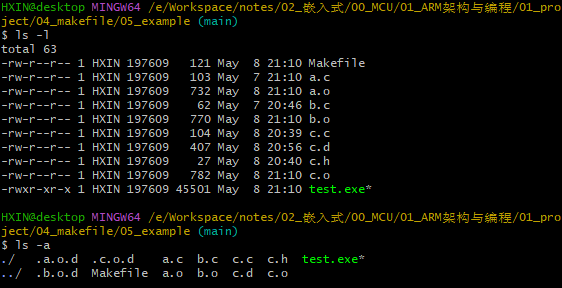 HXIN@desktop MINGW64 /e/Workspace/notes/02_嵌入式/00_MCU/01_ARM架构与编程/01_pro
ject/04_makefile/05_example (main)
$ ls -l
total 63
-rw-r--r-- 1 HXIN 197609   121 May  8 21:10 Makefile
-rw-r--r-- 1 HXIN 197609   103 May  7 21:10 a.c
-rw-r--r-- 1 HXIN 197609   732 May  8 21:10 a.o
-rw-r--r-- 1 HXIN 197609    62 May  7 20:46 b.c
-rw-r--r-- 1 HXIN 197609   770 May  8 21:10 b.o
-rw-r--r-- 1 HXIN 197609   104 May  8 20:39 c.c
-rw-r--r-- 1 HXIN 197609   407 May  8 20:56 c.d
-rw-r--r-- 1 HXIN 197609    27 May  8 20:40 c.h
-rw-r--r-- 1 HXIN 197609   782 May  8 21:10 c.o
-rwxr-xr-x 1 HXIN 197609 45501 May  8 21:10 test.exe*
HXIN@desktop MINGW64 /e/Workspace/notes/02_嵌入式/00_MCU/01_ARM架构与编程/01_pro
ject/04_makefile/05_example (main)
$ ls -a
./   .a.o.d  .c.o.d    a.c  b.c  c.c  c.h  test.exe*
../  .b.o.d  Makefile  a.o  b.o  c.d  c.o